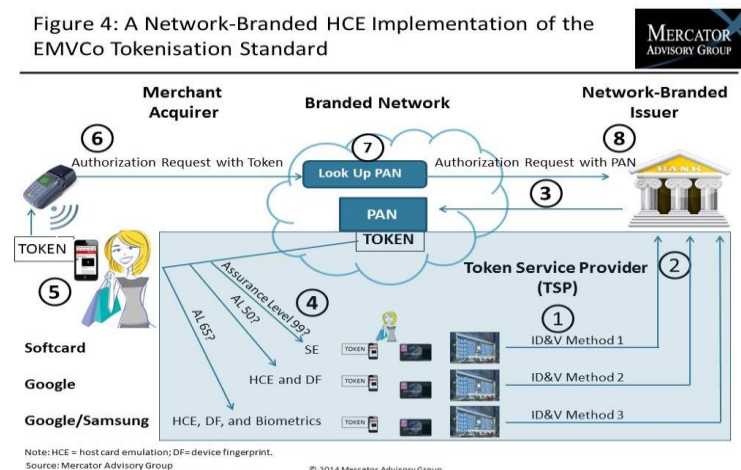 Figure 4: A Network-Branded HCE Implementation of the
EMVCo Tokenisation Standard
MERCATOR
ADVISORY GROUP
Merchant
Acquirer
Branded Network
Network-Branded
Issuer
6
7
8
Authorization Request with Token
Look Up PAN
Authorization Request with PAN
BANK
3
PAN
TOKEN
TOKEN
5
Assurance Level 99?
AL 50?
AL 65?
4
Token Service Provider
(TSP)
2
1
Softcard
SE
TOKEN
ID&V Method 1
Google
HCE and DF
TOKEN
ID&V Method 2
Google/Samsung
HCE, DF, and Biometrics
TOKEN
ID&V Method 3
Note: HCE = host card emulation; DF= device fingerprint.
Source: Mercator Advisory Group
© 2014 Mercator Advisory Group